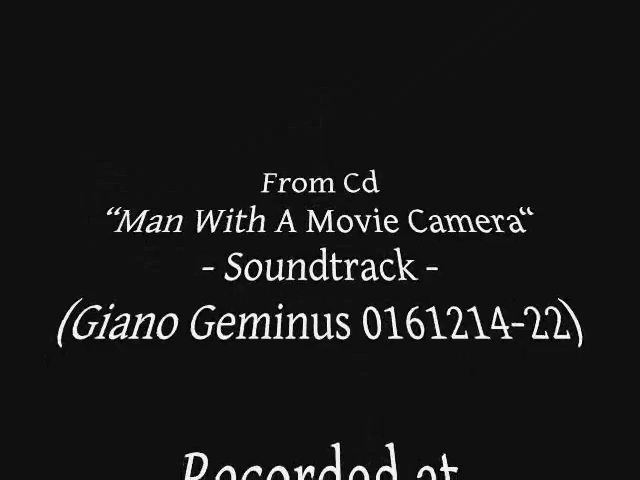 From Cd
“Man With A Movie Camera“
- Soundtrack -
(Giano Geminus 0161214-22)
Recorded at